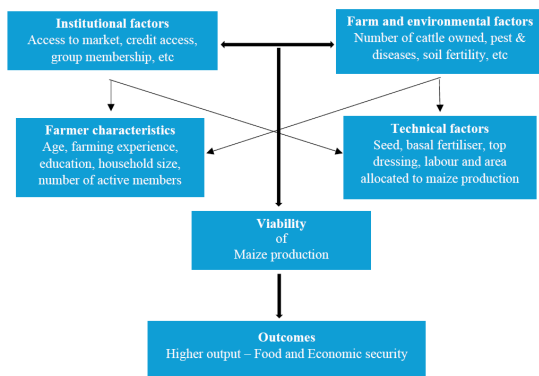 Institutional factors
Access to market, credit access,
group membership, etc
Farm and environmental factors
Number of cattle owned, pest &
diseases, soil fertility, etc
Farmer characteristics
Age, farming experience,
education, household size,
number of active members
Technical factors
Seed, basal fertiliser, top
dressing, labour and area
allocated to maize production
Viability
of
Maize production
Outcomes
Higher output – Food and Economic security